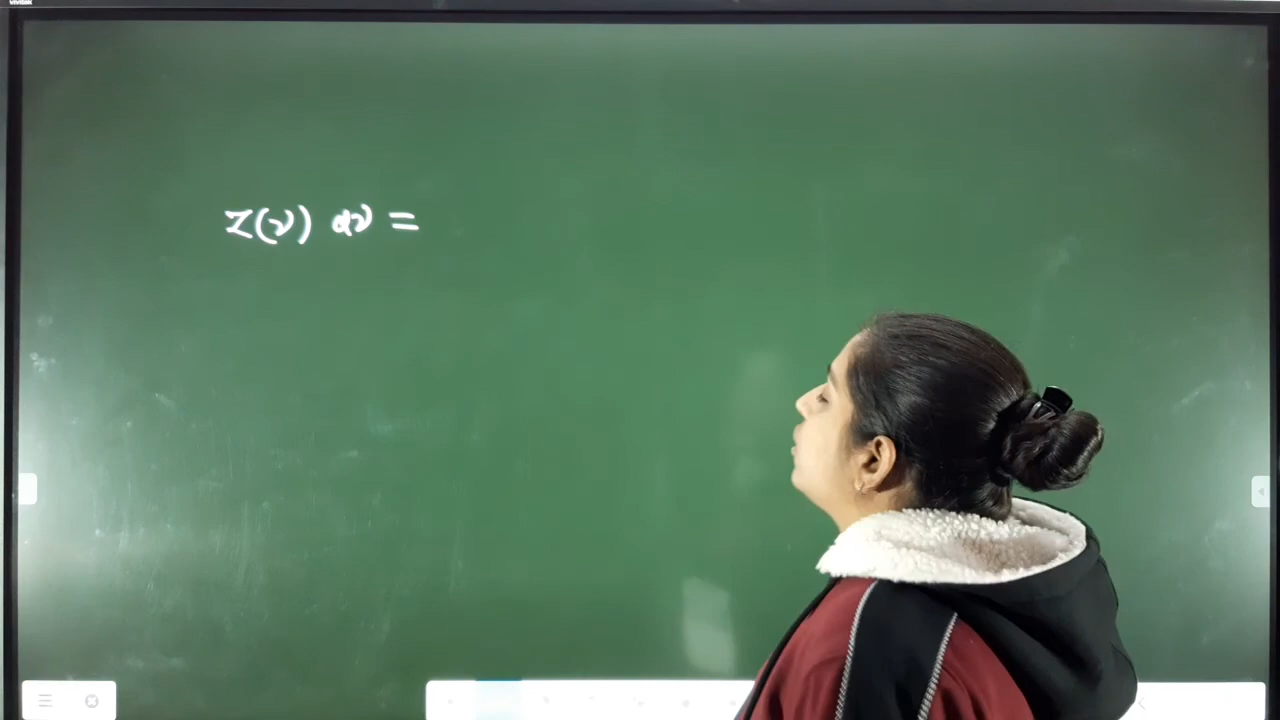 Z(ν) dν =